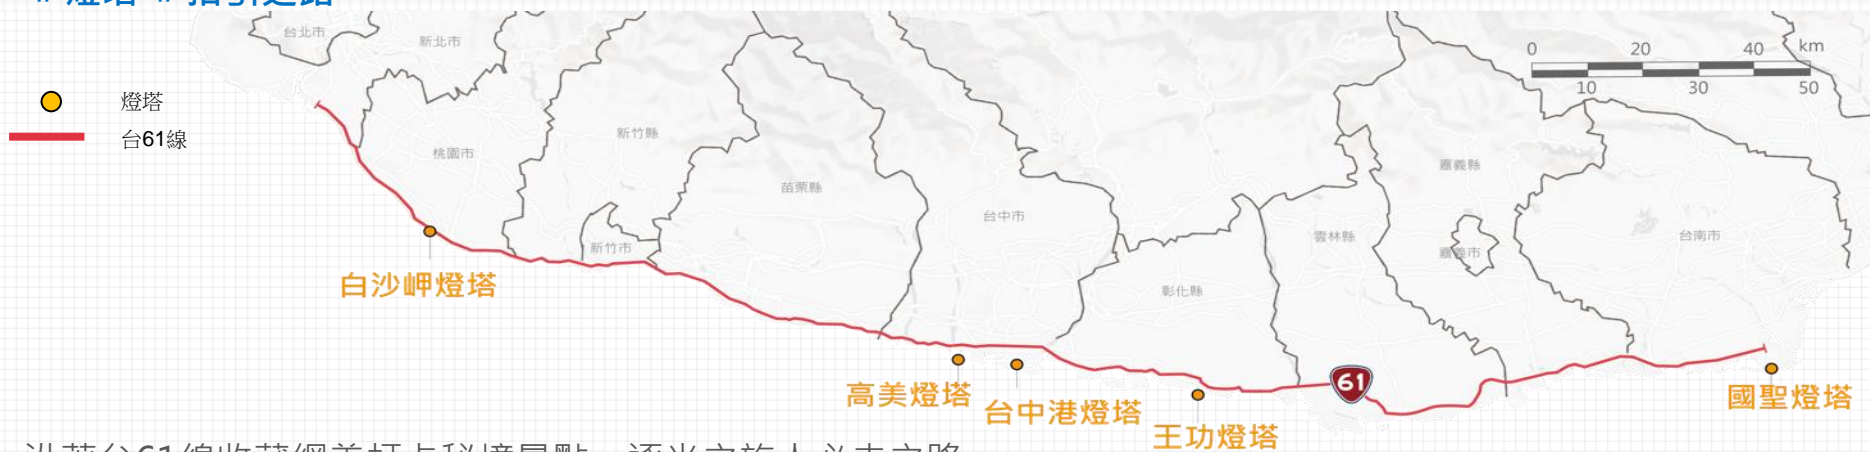 台北市
新北市
0 20 40 km
10 30 50
燈塔
台61線
桃園市
新竹縣
新竹市
苗栗縣
台中市
彰化縣
雲林縣
嘉義縣
嘉義市
台南市
61
白沙岬燈塔
高美燈塔
台中港燈塔
王功燈塔
國聖燈塔